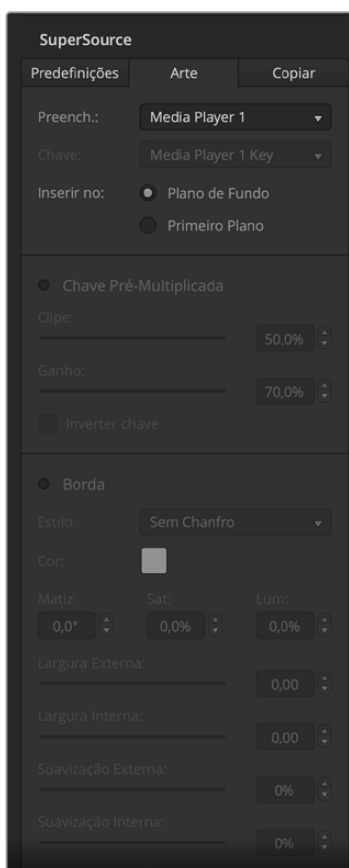 SuperSource
Predefinições Arte Copiar
Preench.: Media Player 1
Chave: Media Player 1 Key
Inserir no: Plano de Fundo
Primeiro Plano
Chave Pré-Multiplicada
Clipe:
50,0%
Ganho:
70,0%
Inverter chave
Borda
Estilo: Sem Chanfro
Cor:
Matiz: Sat: Lum:
0,0° 0,0% 0,0%
Largura Externa:
0,00
Largura Interna:
0,00
Suavização Externa:
0%
Suavização Interna:
0%